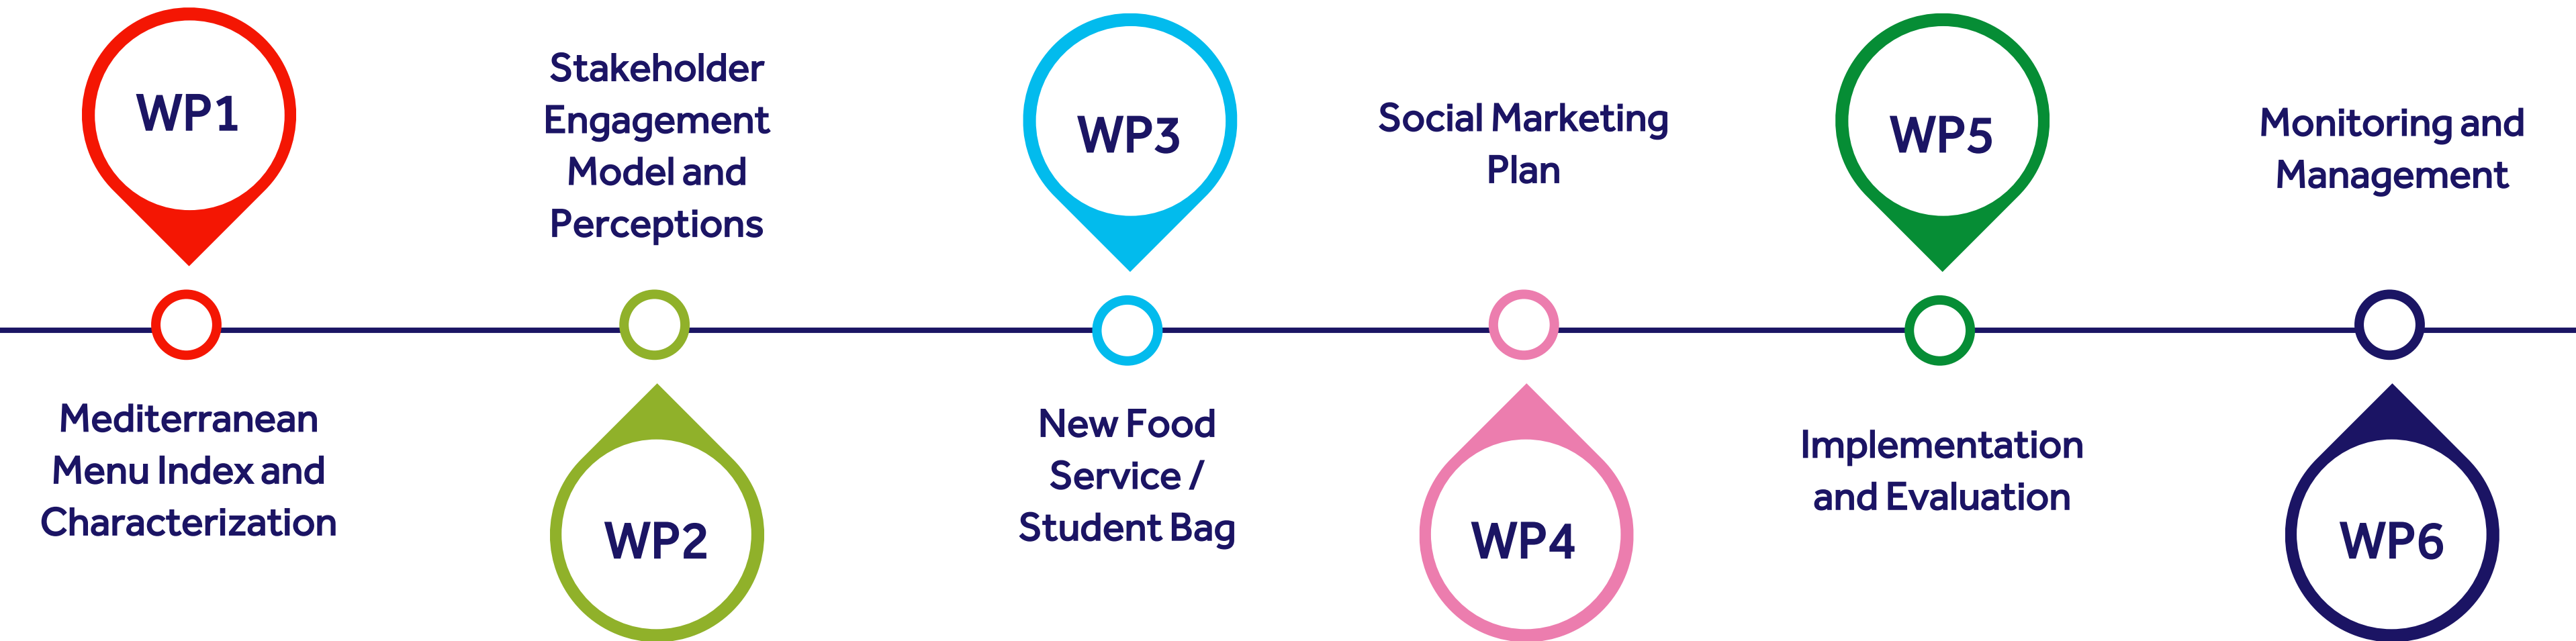 WP1
Mediterranean
Menu Index and
Characterization
Stakeholder
Engagement
Model and
Perceptions
WP2
WP3
New Food
Service /
Student Bag
Social Marketing
Plan
WP4
WP5
Implementation
and Evaluation
Monitoring and
Management
WP6